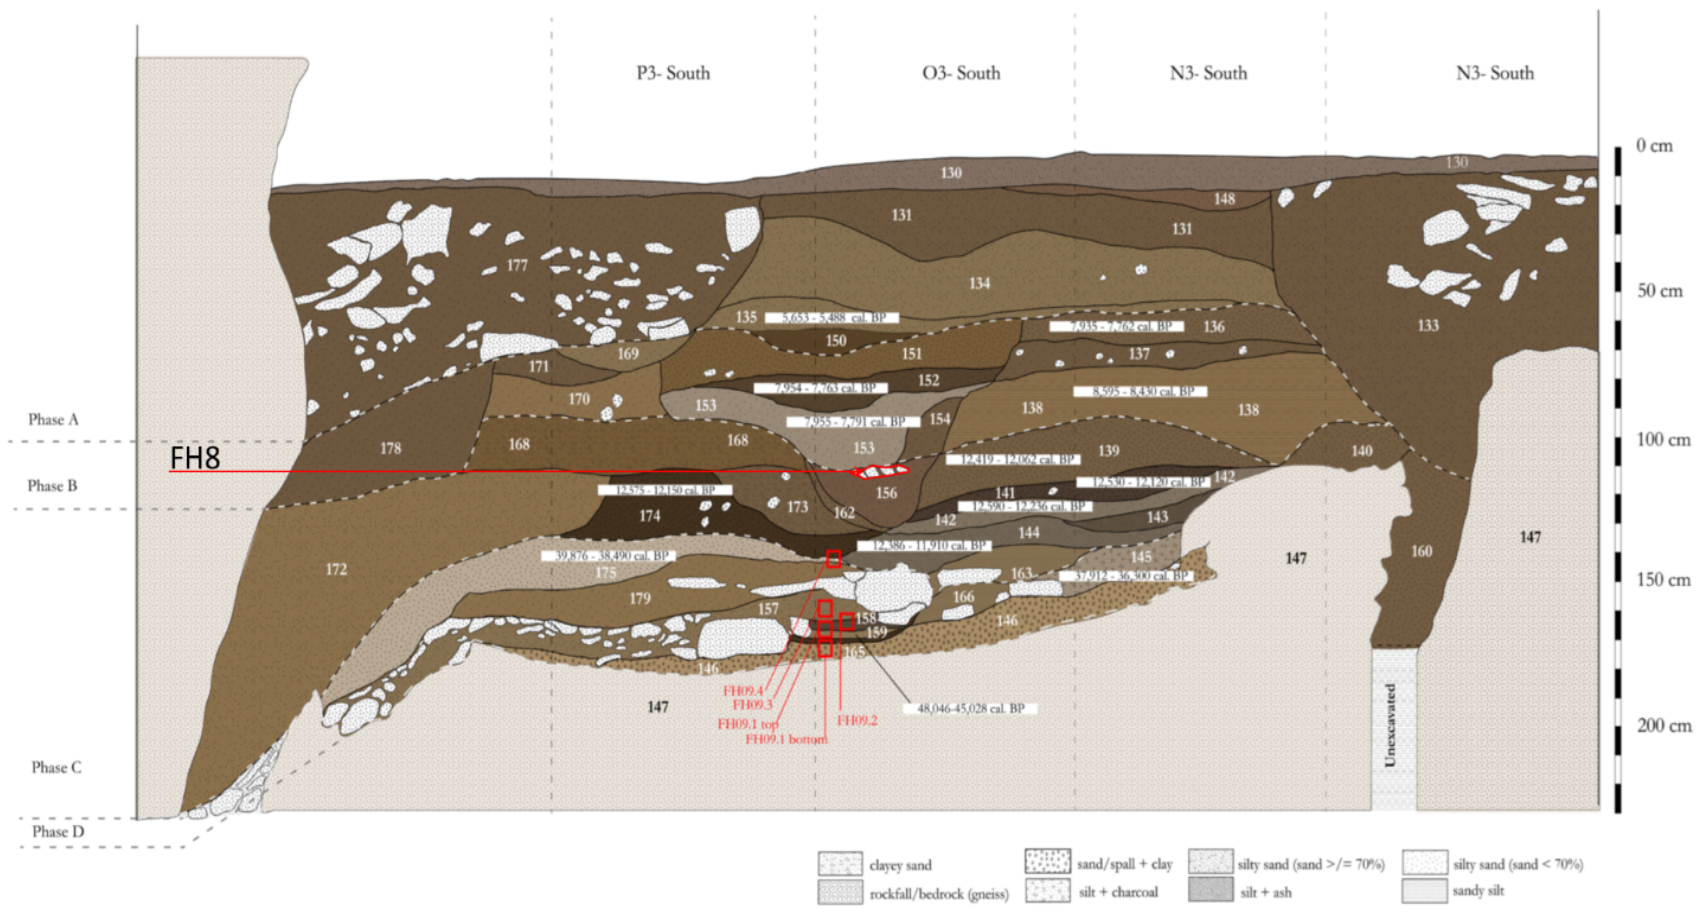 P3- South
O3- South
N3- South
N3- South
0 cm
130
130
148
131
131
177
134
50 cm
135
5,653 - 5,488 cal. BP
7,935 - 7,762 cal. BP
136
133
150
169
151
137
171
152
7,954 - 7,763 cal. BP
8,595 - 8,430 cal. BP
170
153
138
138
Phase A
7,955 - 7,791 cal. BP
154
178
168
168
153
100 cm
139
140
FH8
12,419 - 12,062 cal. BP
Phase B
12,575 - 12,150 cal. BP
156
141
12,530 - 12,120 cal. BP
142
174
173
162
12,590 - 12,236 cal. BP
142
143
144
147
39,876 - 38,490 cal. BP
12,386 - 11,910 cal. BP
145
147
160
172
175
163
37,912 - 36,300 cal. BP
150 cm
179
157
166
158
159
146
165
146
FH09.4
FH09.3
FH09.1 top
FH09.2
FH09.1 bottom
48,046-45,028 cal. BP
147
Unexcavated
200 cm
Phase C
Phase D
clayey sand
sand/spall + clay
silty sand (sand >/= 70%)
silty sand (sand < 70%)
rockfall/bedrock (gneiss)
silt + charcoal
silt + ash
sandy silt